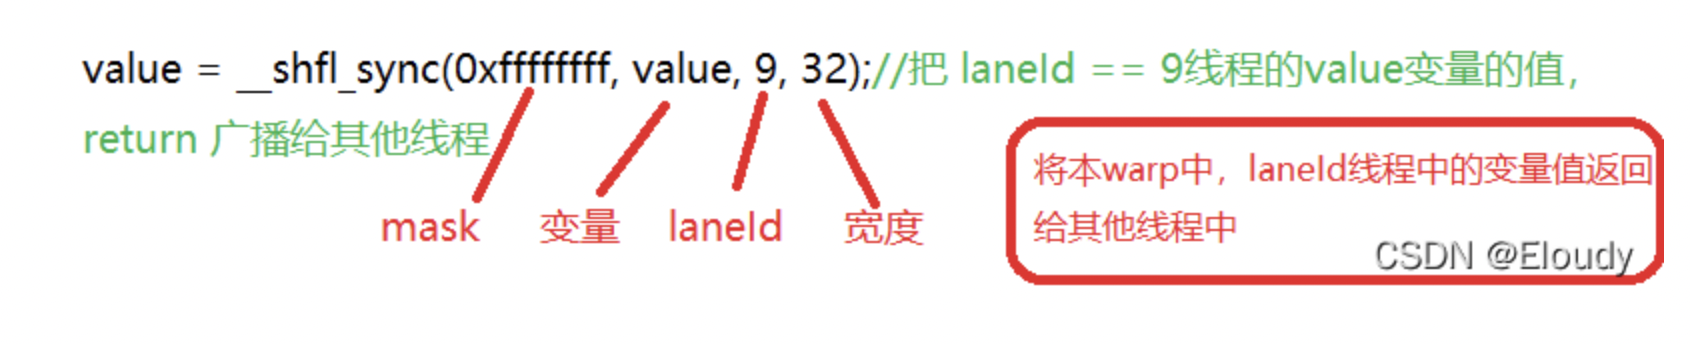 value = __shfl_sync(0xffffffff, value, 9, 32);//把 laneId == 9线程的value变量的值，
return 广播给其他线程
mask 变量 laneId 宽度
将本warp中，laneId线程中的变量值返回
给其他线程中
CSDN @Eloudy